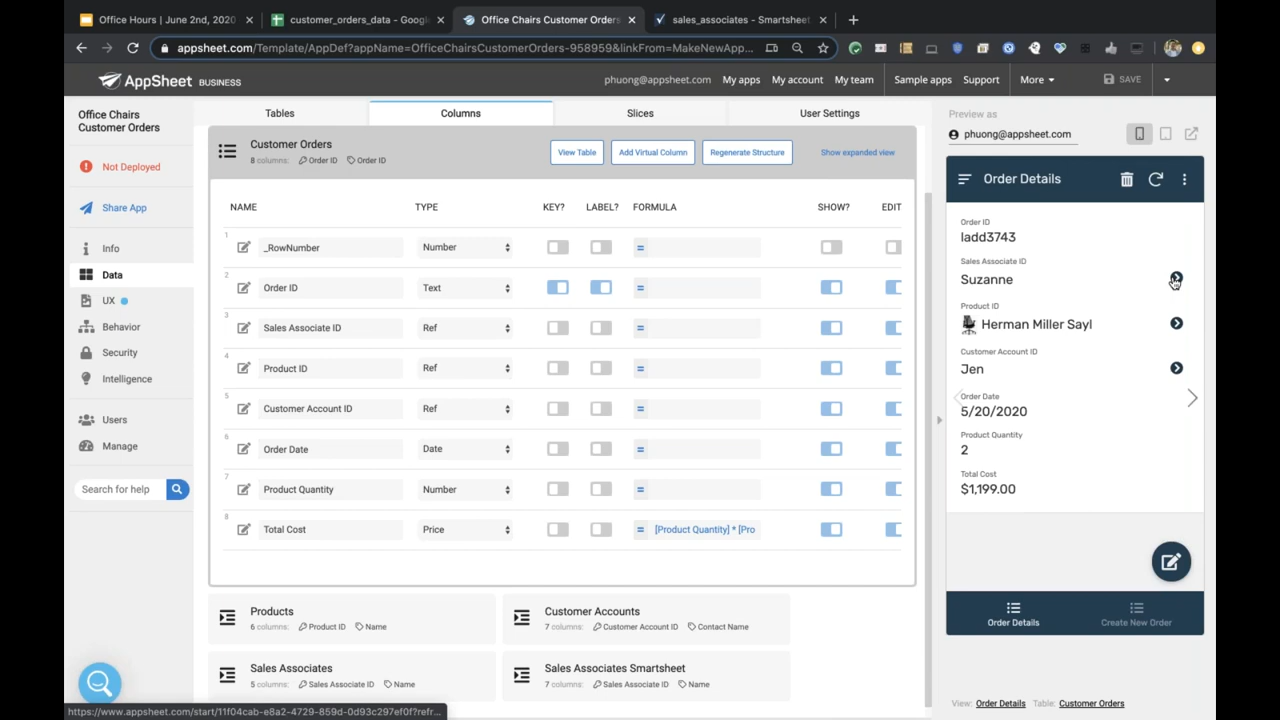 Office Hours | June 2nd, 2020
customer_orders_data - Googl
Office Chairs Customer Orders
sales_associates - Smartsheet
appsheet.com/Template/AppDef?appName=OfficeChairsCustomerOrders-958959&linkFrom=MakeNewApp...
AppSheet BUSINESS
phuong@appsheet.com My apps My account My team Sample apps Support More SAVE
Office Chairs
Customer Orders
Not Deployed
Share App
Info
Data
UX
Behavior
Security
Intelligence
Users
Manage
Search for help
Tables Columns Slices User Settings
Customer Orders
8 columns: Order ID Order ID
View Table Add Virtual Column Regenerate Structure Show expanded view
NAME TYPE KEY? LABEL? FORMULA SHOW? EDIT
1 _RowNumber Number =
2 Order ID Text =
3 Sales Associate ID Ref =
4 Product ID Ref =
5 Customer Account ID Ref =
6 Order Date Date =
7 Product Quantity Number =
8 Total Cost Price = [Product Quantity] * [Pro
Products
6 columns: Product ID Name
Customer Accounts
7 columns: Customer Account ID Contact Name
Sales Associates
5 columns: Sales Associate ID Name
Sales Associates Smartsheet
7 columns: Sales Associate ID Name
https://www.appsheet.com/start/11f04cab-e8a2-4729-859d-0d93c297ef0f?refr...
Preview as
phuong@appsheet.com
Order Details
Order ID
ladd3743
Sales Associate ID
Suzanne
Product ID
Herman Miller Sayl
Customer Account ID
Jen
Order Date
5/20/2020
Product Quantity
2
Total Cost
$1,199.00
Order Details Create New Order
View: Order Details Table: Customer Orders